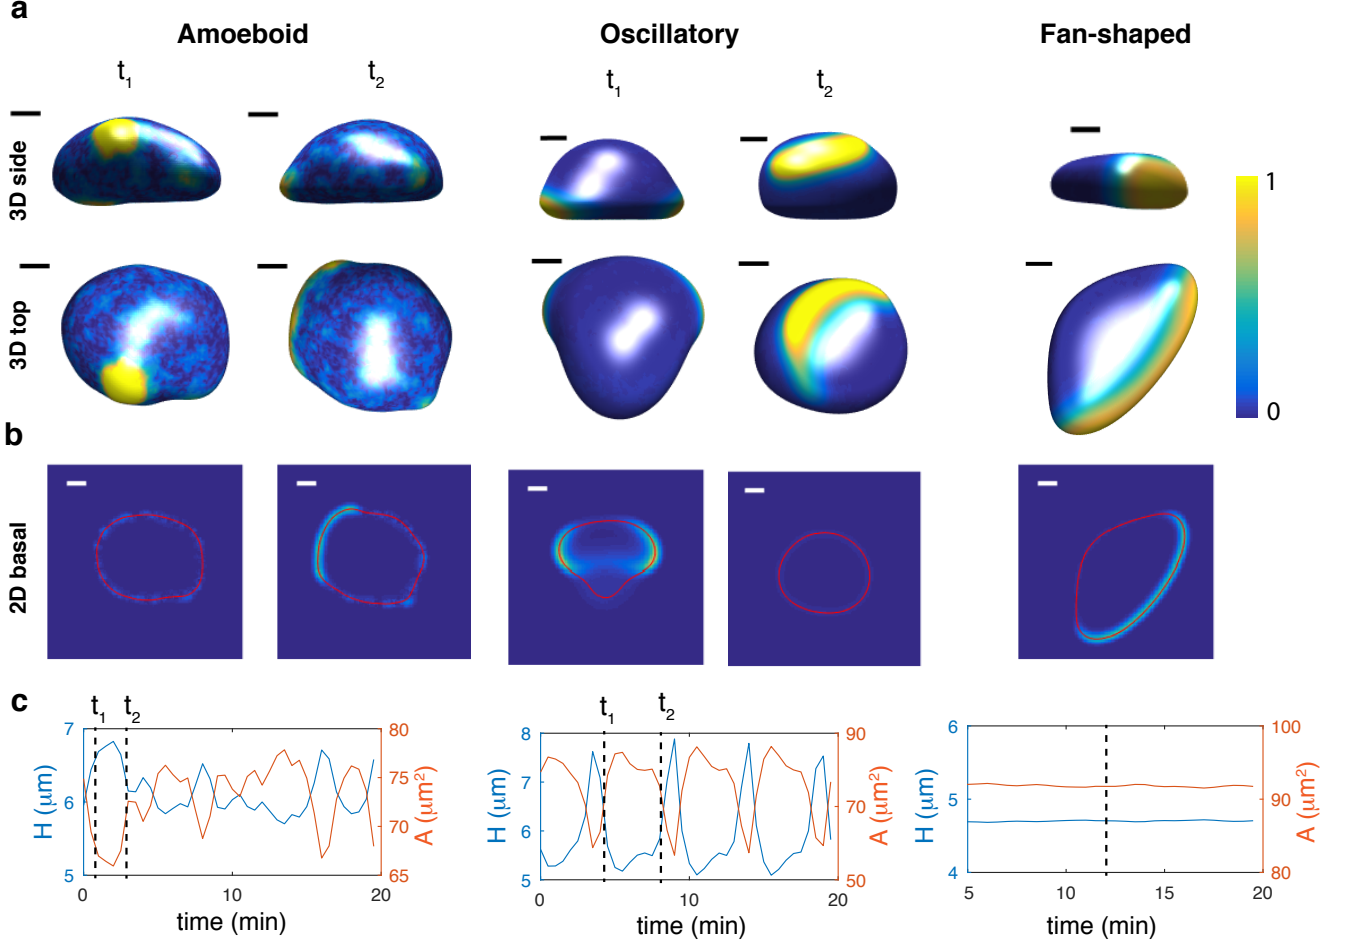 a
Amoeboid Oscillatory Fan-shaped
t1 t2 t1 t2
3D side
3D top
1
0
b
2D basal
c
t1 t2 t1 t2
7
6
5
H (μm)
80
75
70
65
A (μm²)
0 10 20
time (min)
8
7
6
5
H (μm)
90
70
50
A (μm²)
0 10 20
time (min)
6
5
4
H (μm)
100
90
80
A (μm²)
5 10 15 20
time (min)